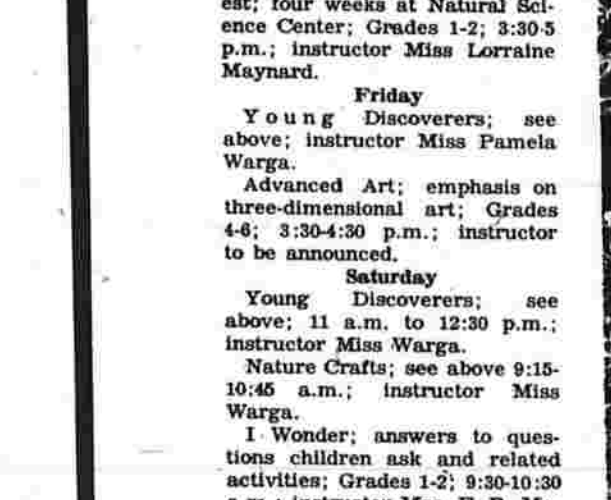 est; four weeks at Natural Sci-
ence Center; Grades 1-2; 3:30-5
p.m.; instructor Miss Lorraine
Maynard.
Friday
Young Discoverers; see
above; instructor Miss Pamela
Warga.
Advanced Art; emphasis on
three-dimensional art; Grades
4-6; 3:30-4:30 p.m.; instructor
to be announced.
Saturday
Young Discoverers; see
above; 11 a.m. to 12:30 p.m.;
instructor Miss Warga.
Nature Crafts; see above 9:15-
10:45 a.m.; instructor Miss
Warga.
I Wonder; answers to ques-
tions children ask and related
activities; Grades 1-2; 9:30-10:30